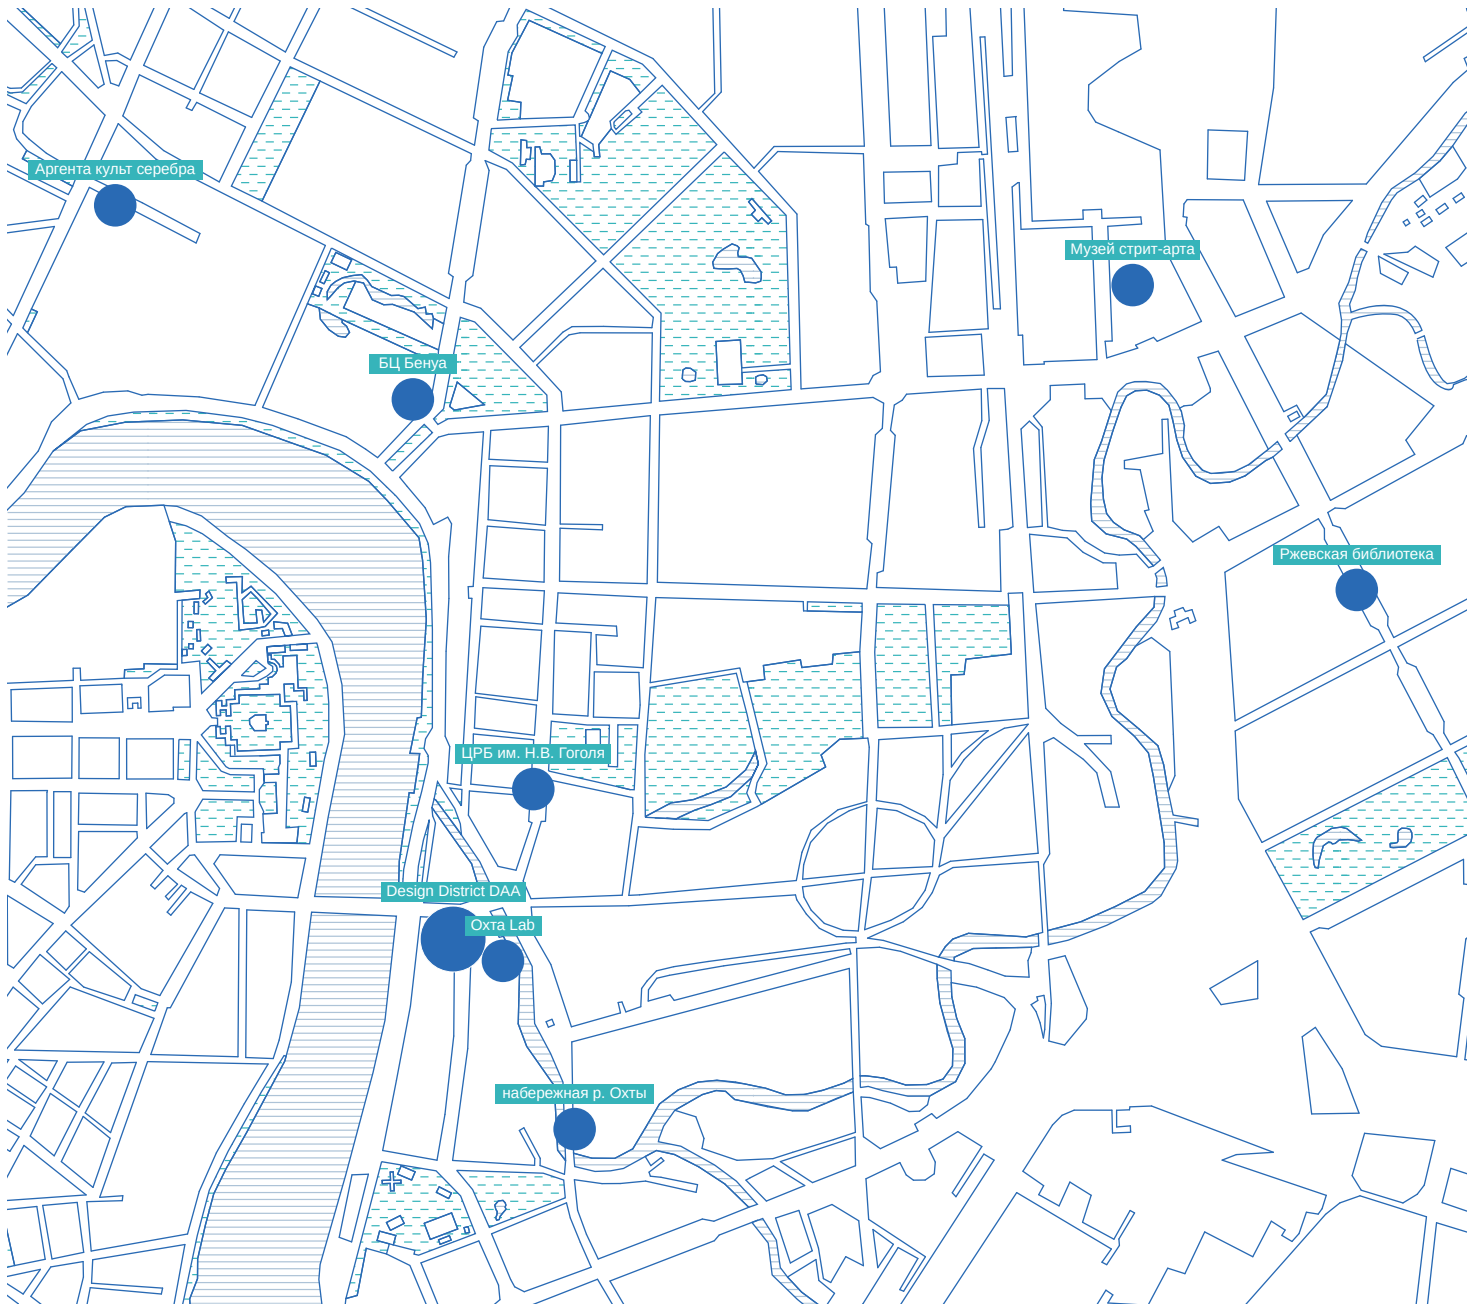 Аргента культ серебра
Музей стрит-арта
БЦ Бенуа
Ржевская библиотека
ЦРБ им. Н.В. Гоголя
Design District DAA
Охта Lab
набережная р. Охты